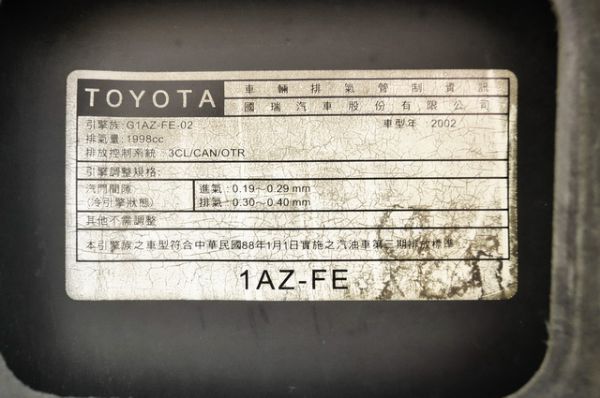 TOYOTA
車輛排氣管制資訊
國瑞汽車股份有限公司
引擎族: G1AZ-FE-02 車型年 2002
排氣量: 1998cc
排放控制系統: 3CL/CAN/OTR
引擎調整規格:
汽門間隙 進氣: 0.19~0.29mm
(冷引擎狀態) 排氣: 0.30~0.40mm
其他不需調整
本引擎族之車型符合中華民國88年1月1日實施之汽油車第三期排放標準
1AZ-FE